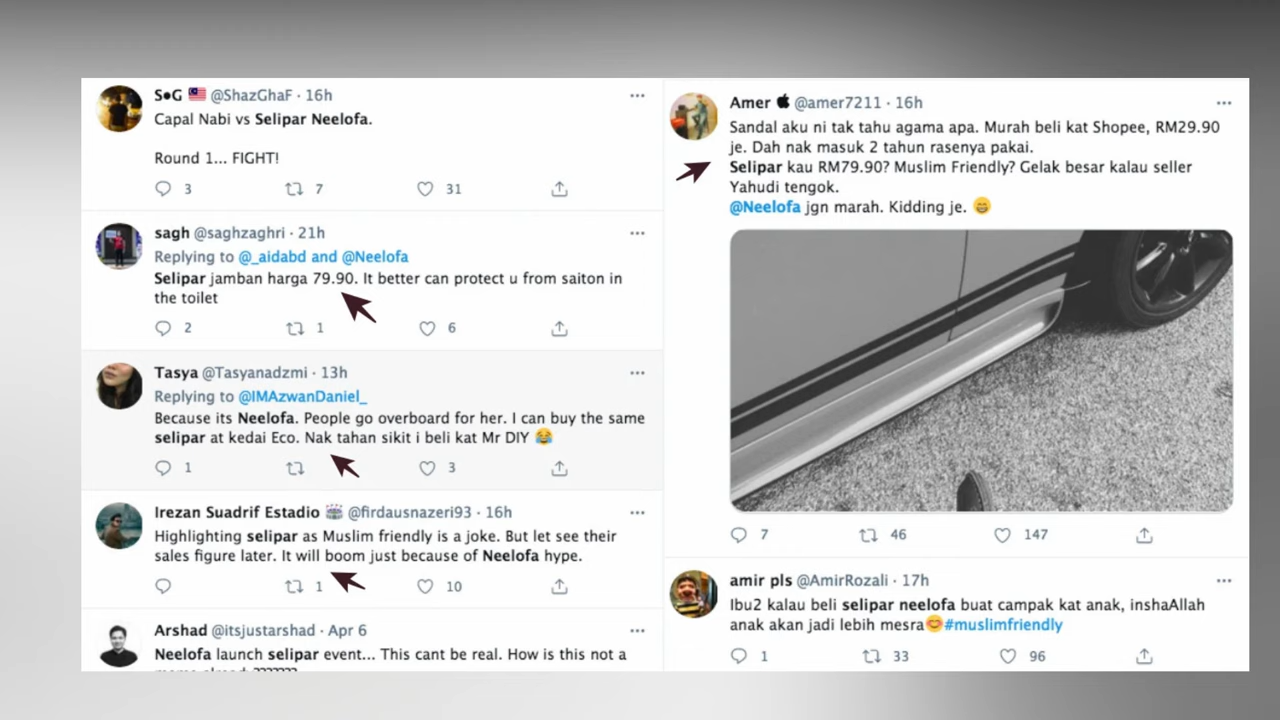 S●G 🇲🇾 @ShazGhaF · 16h
Capal Nabi vs Selipar Neelofa.
Round 1... FIGHT!
3 7 31
sagh @saghzaghri · 21h
Replying to @_aidabd and @Neelofa
Selipar jamban harga 79.90. It better can protect u from saiton in
the toilet
2 1 6
Tasya @Tasyanadzmi · 13h
Replying to @IMAzwanDaniel_
Because its Neelofa. People go overboard for her. I can buy the same
selipar at kedai Eco. Nak tahan sikit i beli kat Mr DIY 😂
1 3
Irezan Suadrif Estadio @firdausnazeri93 · 16h
Highlighting selipar as Muslim friendly is a joke. But let see their
sales figure later. It will boom just because of Neelofa hype.
1 10
Arshad @itsjustarshad · Apr 6
Neelofa launch selipar event... This cant be real. How is this not a
Amer @amer7211 · 16h
Sandal aku ni tak tahu agama apa. Murah beli kat Shopee, RM29.90
je. Dah nak masuk 2 tahun rasenya pakai.
Selipar kau RM79.90? Muslim Friendly? Gelak besar kalau seller
Yahudi tengok.
@Neelofa jgn marah. Kidding je. 😁
7 46 147
amir pls @AmirRozali · 17h
Ibu2 kalau beli selipar neelofa buat campak kat anak, inshaAllah
anak akan jadi lebih mesra😊#muslimfriendly
1 33 96